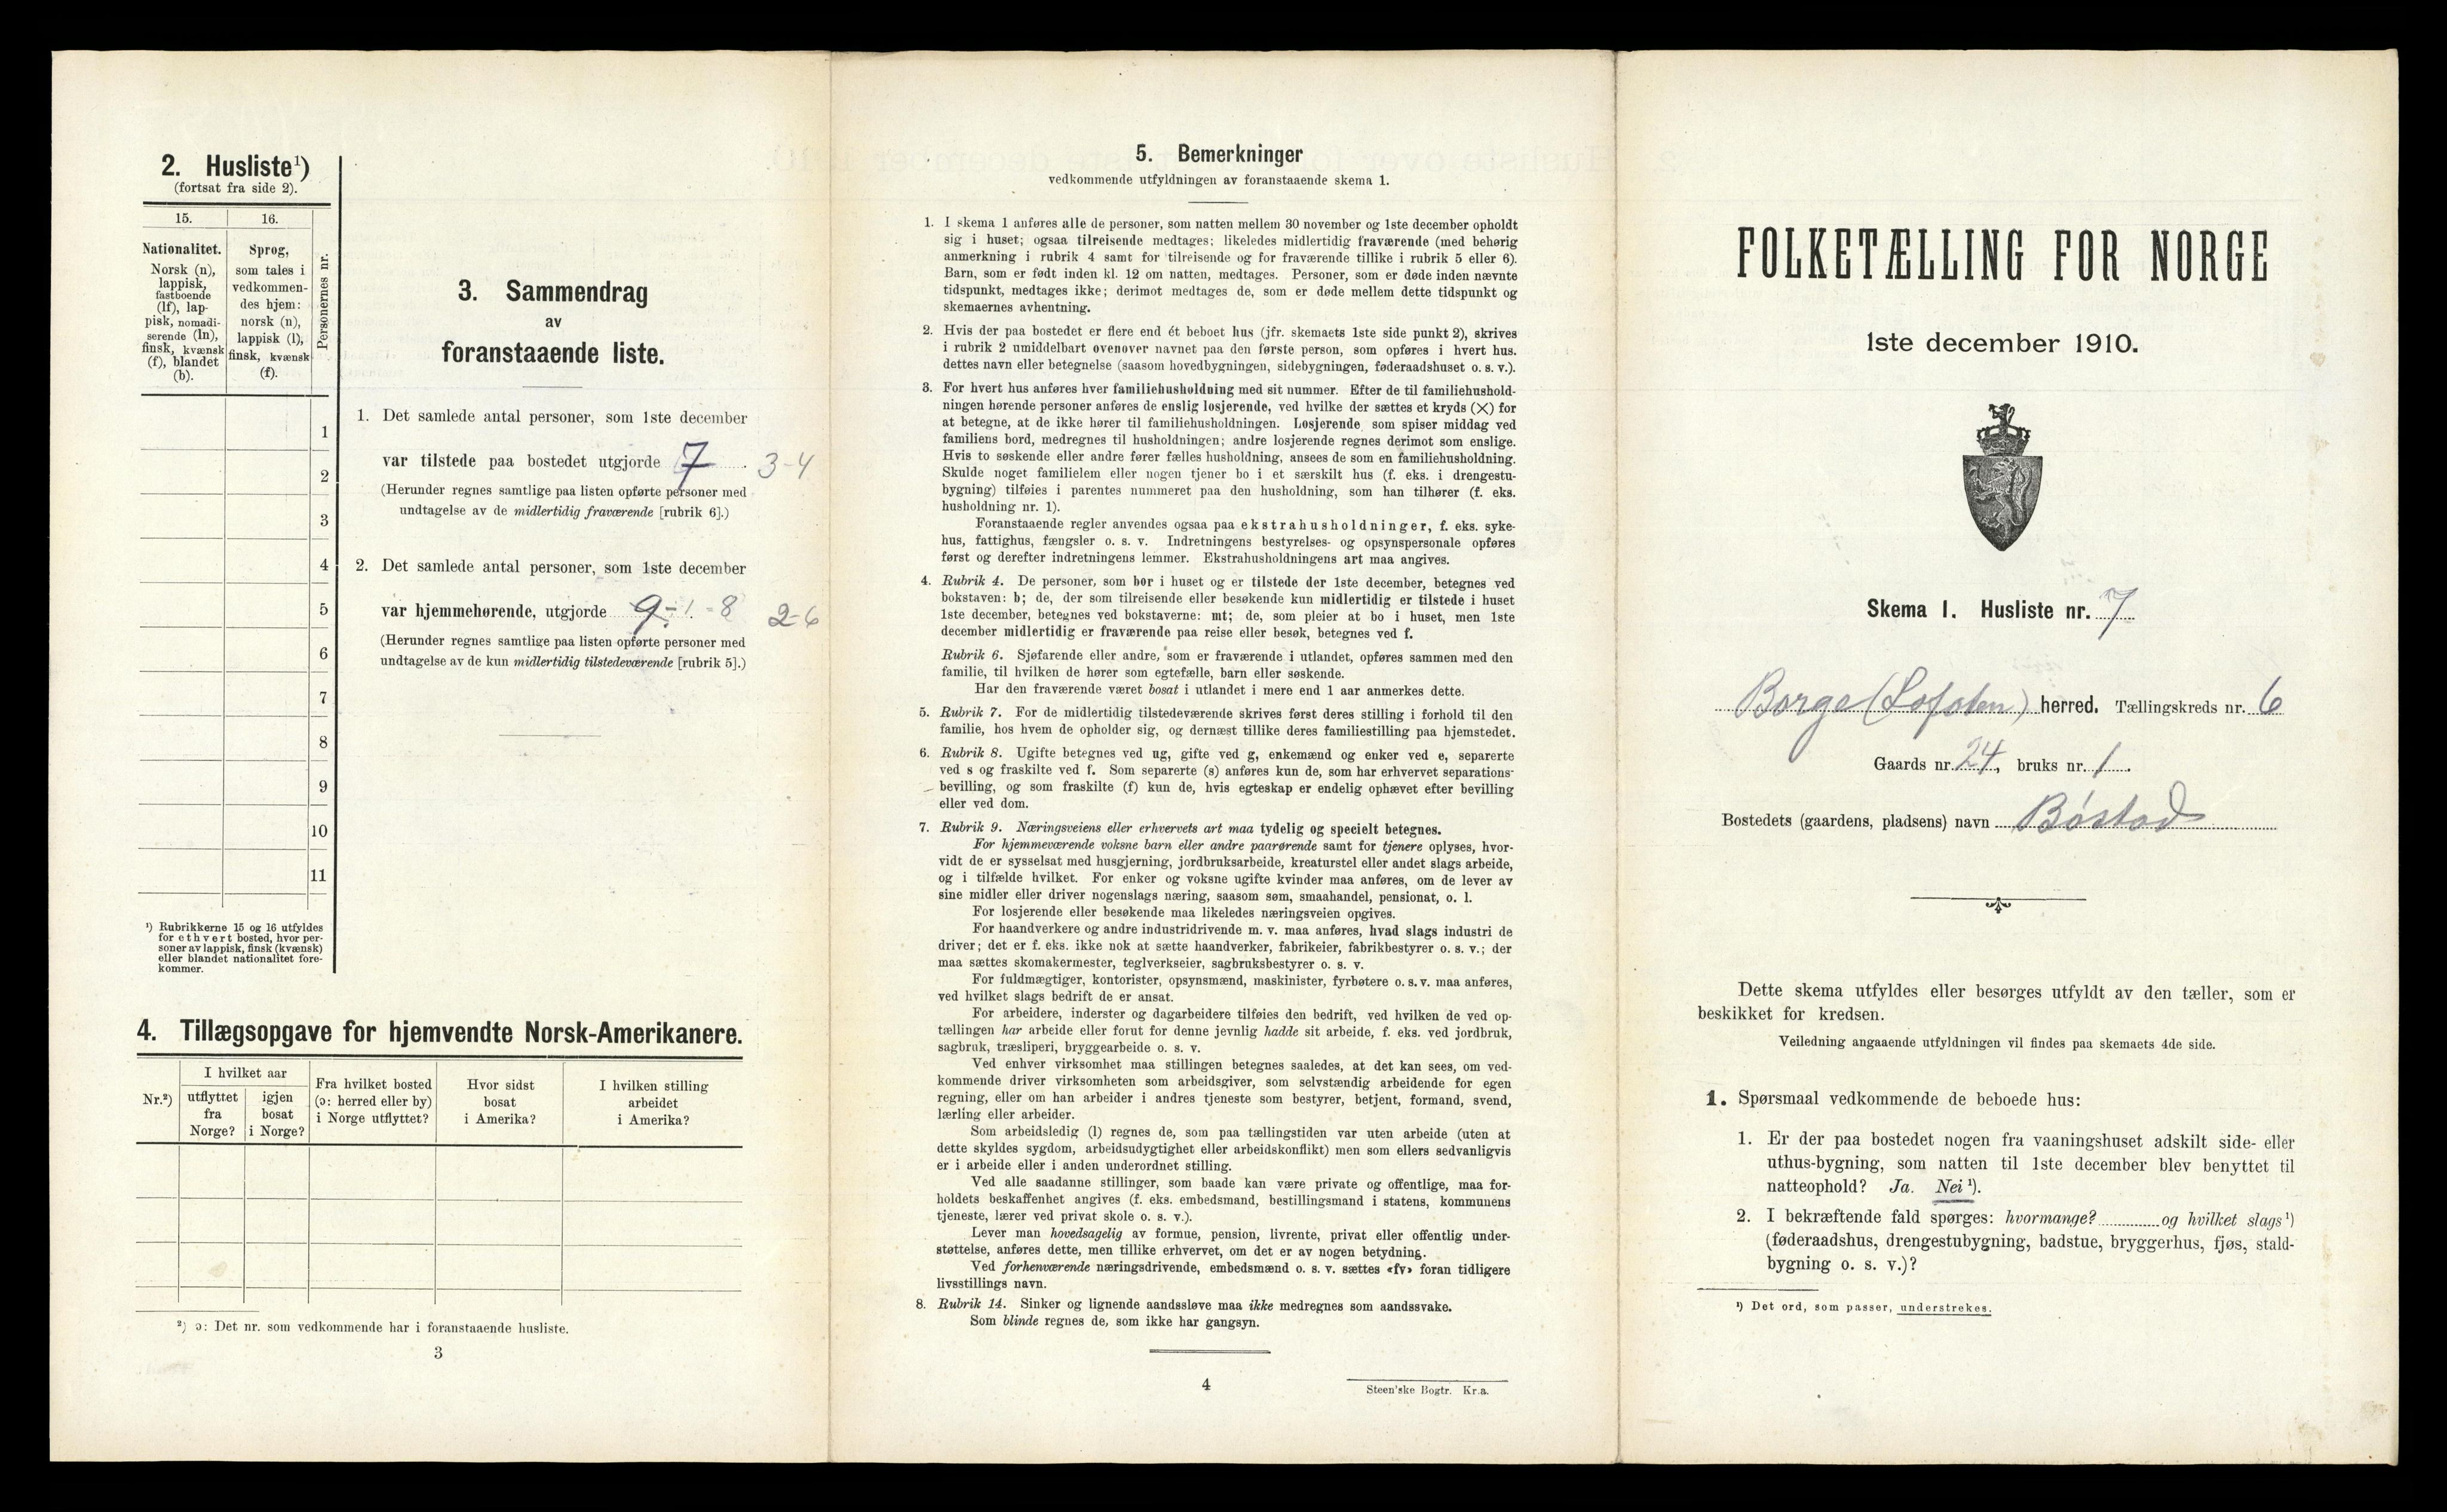 2. Husliste¹)
(fortsat fra side 2).
15. 16. Personernes nr.
Nationalitet.
Norsk (n),
lappisk,
fastboende
(lf), lap-
pisk, nomadi-
serende (ln),
finsk, kvænsk
(f), blandet
(b).
Sprog,
som tales i
vedkommen-
des hjem:
norsk (n),
lappisk (l),
finsk, kvænsk
(f).
1
2
3
4
5
6
7
8
9
10
11
¹) Rubrikkerne 15 og 16 utfyldes
for ethvert bosted, hvor per-
soner av lappisk, finsk (kvænsk)
eller blandet nationalitet fore-
kommer.
3. Sammendrag
av
foranstaaende liste.
1. Det samlede antal personer, som 1ste december
var tilstede paa bostedet utgjorde 7. 3-4
(Herunder regnes samtlige paa listen opførte personer med
undtagelse av de midlertidig fraværende [rubrik 6].)
2. Det samlede antal personer, som 1ste december
var hjemmehørende, utgjorde 9-1-8 2-6
(Herunder regnes samtlige paa listen opførte personer med
undtagelse av de kun midlertidig tilstedeværende [rubrik 5].)
4. Tillægsopgave for hjemvendte Norsk-Amerikanere.
Nr.²)
I hvilket aar
utflyttet
fra
Norge?
igjen
bosat
i Norge?
Fra hvilket bosted
(ɔ: herred eller by)
i Norge utflyttet?
Hvor sidst
bosat
i Amerika?
I hvilken stilling
arbeidet
i Amerika?
²) ɔ: Det nr. som vedkommende har i foranstaaende husliste.
3
5. Bemerkninger
vedkommende utfyldningen av foranstaaende skema 1.
1. I skema 1 anføres alle de personer, som natten mellem 30 november og 1ste december opholdt
sig i huset; ogsaa tilreisende medtages; likeledes midlertidig fraværende (med behørig
anmerkning i rubrik 4 samt for tilreisende og for fraværende tillike i rubrik 5 eller 6).
Barn, som er født inden kl. 12 om natten, medtages. Personer, som er døde inden nævnte
tidspunkt, medtages ikke; derimot medtages de, som er døde mellem dette tidspunkt og
skemaernes avhentning.
2. Hvis der paa bostedet er flere end ét beboet hus (jfr. skemaets 1ste side punkt 2), skrives
i rubrik 2 umiddelbart ovenover navnet paa den første person, som opføres i hvert hus.
dettes navn eller betegnelse (saasom hovedbygningen, sidebygningen, føderaadshuset o. s. v.).
3. For hvert hus anføres hver familiehusholdning med sit nummer. Efter de til familiehushold-
ningen hørende personer anføres de enslig losjerende, ved hvilke der sættes et kryds (×) for
at betegne, at de ikke hører til familiehusholdningen. Losjerende som spiser middag ved
familiens bord, medregnes til husholdningen; andre losjerende regnes derimot som enslige.
Hvis to søskende eller andre fører fælles husholdning, ansees de som en familiehusholdning.
Skulde noget familielem eller nogen tjener bo i et særskilt hus (f. eks. i drengestu-
bygning) tilføies i parentes nummeret paa den husholdning, som han tilhører (f. eks.
husholdning nr. 1).
Foranstaaende regler anvendes ogsaa paa ekstrahusholdninger, f. eks. syke-
hus, fattighus, fængsler o. s. v. Indretningens bestyrelses- og opsynspersonale opføres
først og derefter indretningens lemmer. Ekstrahusholdningens art maa angives.
4. Rubrik 4. De personer, som bor i huset og er tilstede der 1ste december, betegnes ved
bokstaven: b; de, der som tilreisende eller besøkende kun midlertidig er tilstede i huset
1ste december, betegnes ved bokstaverne: mt; de, som pleier at bo i huset, men 1ste
december midlertidig er fraværende paa reise eller besøk, betegnes ved f.
Rubrik 6. Sjøfarende eller andre, som er fraværende i utlandet, opføres sammen med den
familie, til hvilken de hører som egtefælle, barn eller søskende.
Har den fraværende været bosat i utlandet i mere end 1 aar anmerkes dette.
5. Rubrik 7. For de midlertidig tilstedeværende skrives først deres stilling i forhold til den
familie, hos hvem de opholder sig, og dernæst tillike deres familiestilling paa hjemstedet.
6. Rubrik 8. Ugifte betegnes ved ug, gifte ved g, enkemænd og enker ved e, separerte
ved s og fraskilte ved f. Som separerte (s) anføres kun de, som har erhvervet separations-
bevilling, og som fraskilte (f) kun de, hvis egteskap er endelig ophævet efter bevilling
eller ved dom.
7. Rubrik 9. Næringsveiens eller erhvervets art maa tydelig og specielt betegnes.
For hjemmeværende voksne barn eller andre paarørende samt for tjenere oplyses, hvor-
vidt de er sysselsat med husgjerning, jordbruksarbeide, kreaturstel eller andet slags arbeide,
og i tilfælde hvilket. For enker og voksne ugifte kvinder maa anføres, om de lever av
sine midler eller driver nogenslags næring, saasom søm, smaahandel, pensionat, o. l.
For losjerende eller besøkende maa likeledes næringsveien opgives.
For haandverkere og andre industridrivende m. v. maa anføres, hvad slags industri de
driver; det er f. eks. ikke nok at sætte haandverker, fabrikeier, fabrikbestyrer o. s. v.; der
maa sættes skomakermester, teglverkseier, sagbruksbestyrer o. s. v.
For fuldmægtiger, kontorister, opsynsmænd, maskinister, fyrbøtere o. s. v. maa anføres,
ved hvilket slags bedrift de er ansat.
For arbeidere, inderster og dagarbeidere tilføies den bedrift, ved hvilken de ved op-
tællingen har arbeide eller forut for denne jevnlig hadde sit arbeide, f. eks. ved jordbruk,
sagbruk, træsliperi, bryggearbeide o. s. v.
Ved enhver virksomhet maa stillingen betegnes saaledes, at det kan sees, om ved-
kommende driver virksomheten som arbeidsgiver, som selvstændig arbeidende for egen
regning, eller om han arbeider i andres tjeneste som bestyrer, betjent, formand, svend,
lærling eller arbeider.
Som arbeidsledig (l) regnes de, som paa tællingstiden var uten arbeide (uten at
dette skyldes sygdom, arbeidsudygtighet eller arbeidskonflikt) men som ellers sedvanligvis
er i arbeide eller i anden underordnet stilling.
Ved alle saadanne stillinger, som baade kan være private og offentlige, maa for-
holdets beskaffenhet angives (f. eks. embedsmand, bestillingsmand i statens, kommunens
tjeneste, lærer ved privat skole o. s. v.).
Lever man hovedsagelig av formue, pension, livrente, privat eller offentlig under-
støttelse, anføres dette, men tillike erhvervet, om det er av nogen betydning.
Ved forhenværende næringsdrivende, embedsmænd o. s. v. sættes «fv» foran tidligere
livsstillings navn.
8. Rubrik 14. Sinker og lignende aandssløve maa ikke medregnes som aandssvake.
Som blinde regnes de, som ikke har gangsyn.
4
Steen'ske Bogtr. Kr.a.
FOLKETÆLLING FOR NORGE
1ste december 1910.
Skema I. Husliste nr. 7
Borge (Lofoten) herred. Tællingskreds nr. 6
Gaards nr. 24, bruks nr. 1.
Bostedets (gaardens, pladsens) navn Bøstad
Dette skema utfyldes eller besørges utfyldt av den tæller, som er
beskikket for kredsen.
Veiledning angaaende utfyldningen vil findes paa skemaets 4de side.
1. Spørsmaal vedkommende de beboede hus:
1. Er der paa bostedet nogen fra vaaningshuset adskilt side- eller
uthus-bygning, som natten til 1ste december blev benyttet til
natteophold? Ja. Nei ¹).
2. I bekræftende fald spørges: hvormange? og hvilket slags ¹)
(føderaadshus, drengestubygning, badstue, bryggerhus, fjøs, stald-
bygning o. s. v.)?
¹) Det ord, som passer, understrekes.